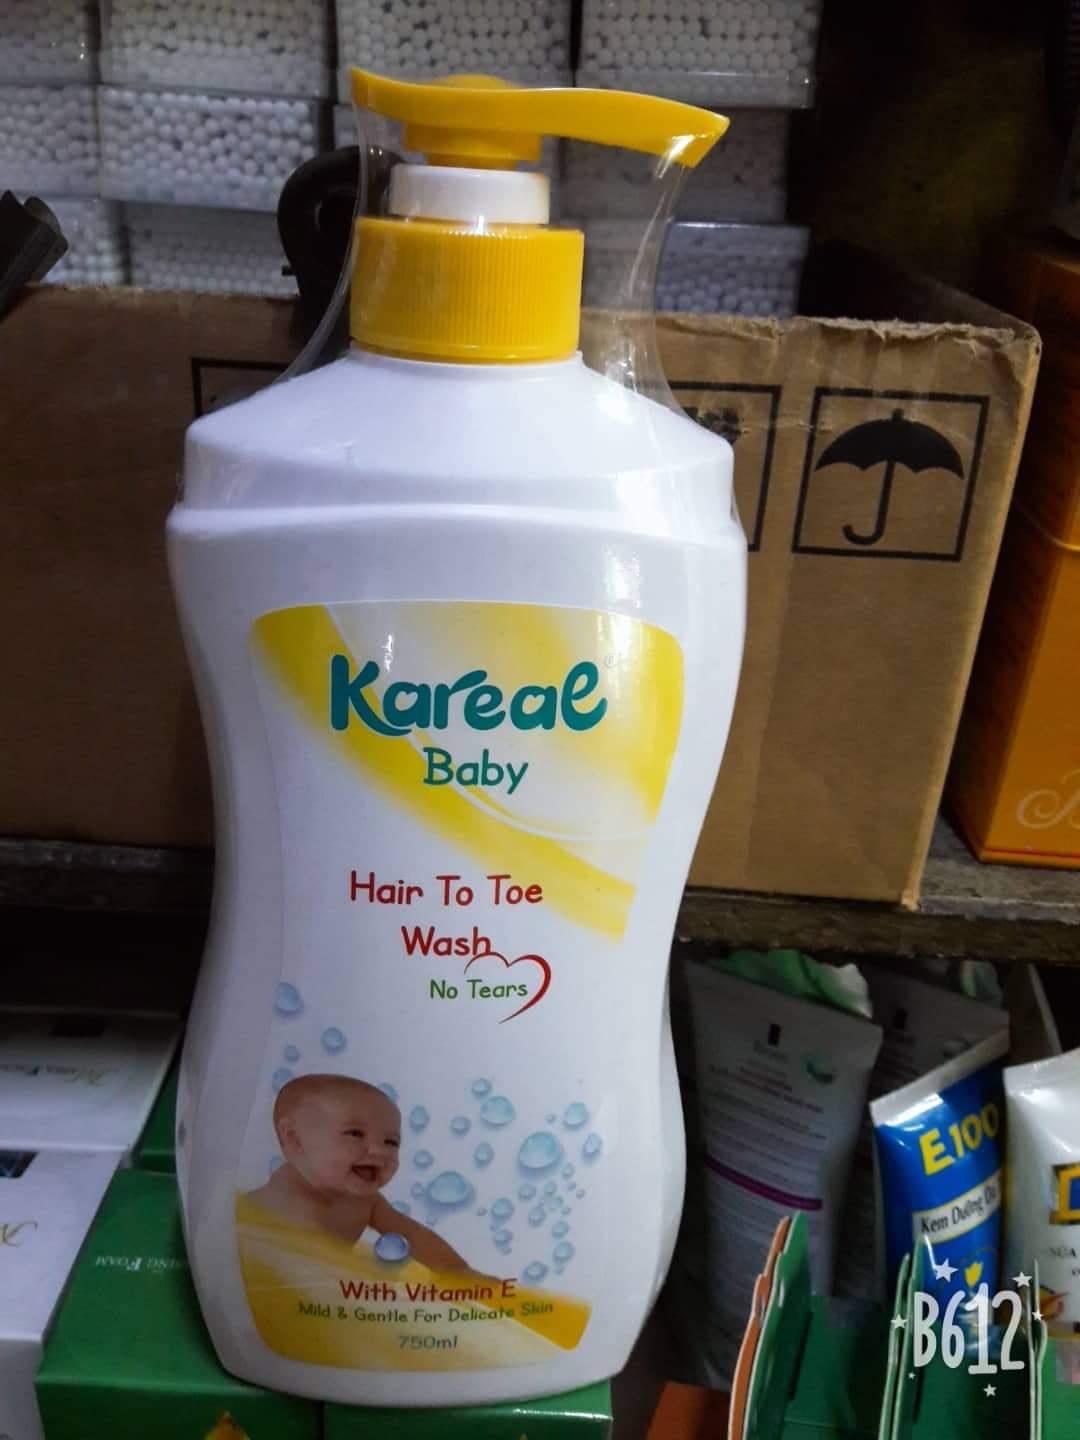 Kareal®
Baby
Hair To Toe
Wash
No Tears
With Vitamin E
Mild & Gentle For Delicate Skin
750ml
E100
Kem Dưỡng Da
B612